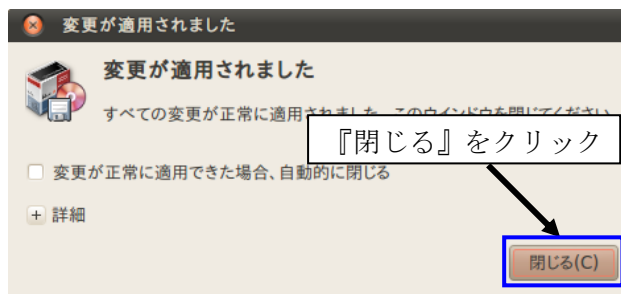 変更が適用されました
変更が適用されました
すべての変更が正常に適用されました。このウインドウを閉じてください
『閉じる』をクリック
変更が正常に適用できた場合、自動的に閉じる
詳細
閉じる(C)